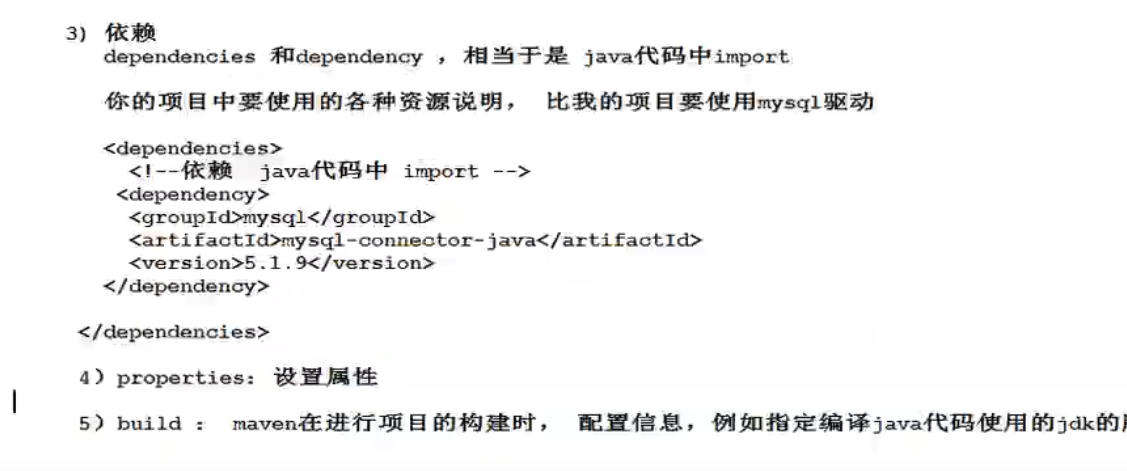 3) 依赖
dependencies 和dependency , 相当于是 java代码中import
你的项目中要使用的各种资源说明, 比我的项目要使用mysql驱动
<dependencies>
<!--依赖 java代码中 import -->
<dependency>
<groupId>mysql</groupId>
<artifactId>mysql-connector-java</artifactId>
<version>5.1.9</version>
</dependency>
</dependencies>
4) properties: 设置属性
5) build : maven在进行项目的构建时, 配置信息,例如指定编译java代码使用的jdk的